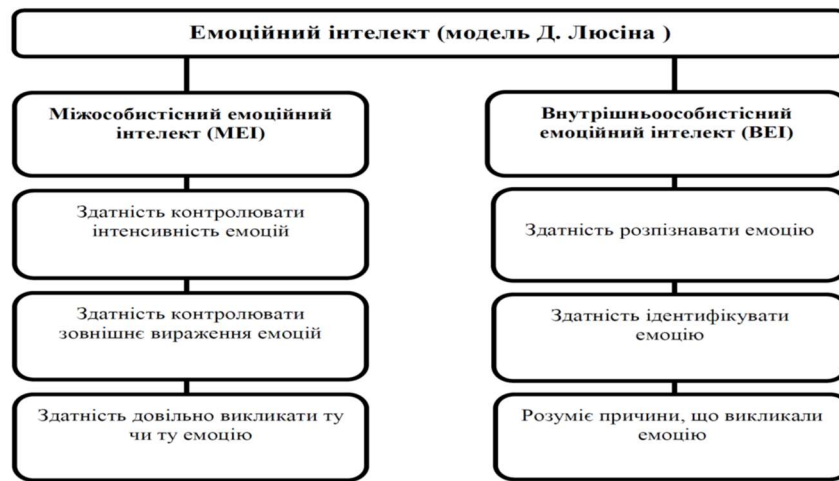 Емоційний інтелект (модель Д. Люсіна )
Міжособистісний емоційний
інтелект (МЕІ)
Здатність контролювати
інтенсивність емоцій
Здатність контролювати
зовнішнє вираження емоцій
Здатність довільно викликати ту
чи ту емоцію
Внутрішньоособистісний
емоційний інтелект (ВЕІ)
Здатність розпізнавати емоцію
Здатність ідентифікувати
емоцію
Розуміє причини, що викликали
емоцію